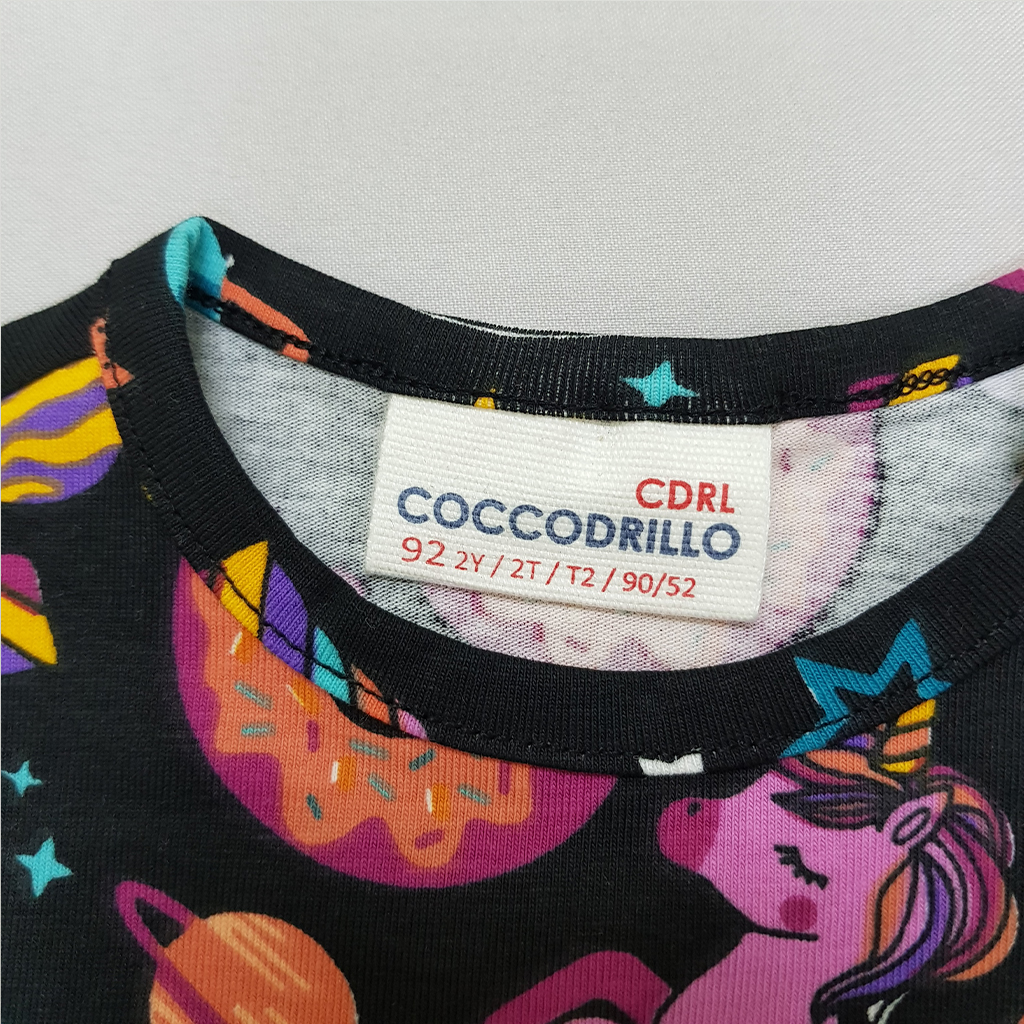 CDRL
COCCODRILLO
92 2Y / 2T / T2 / 90/52